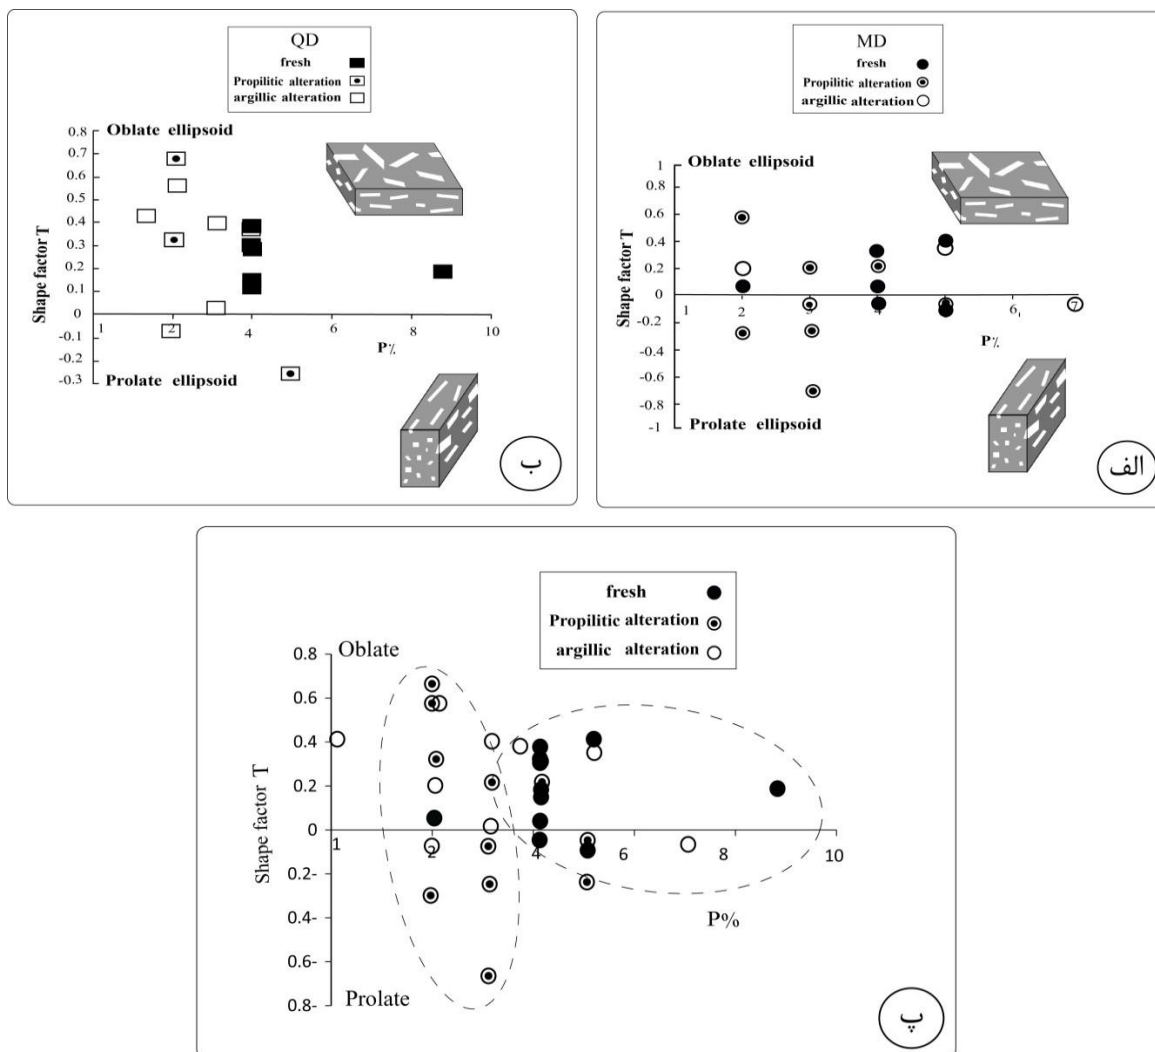 QD
fresh
Propilitic alteration
argillic alteration
0.8
0.7
0.6
0.5
0.4
0.3
0.2
0.1
0
-0.1
-0.2
-0.3
Oblate ellipsoid
Prolate ellipsoid
Shape factor T
1 2 4 6 8 10
P٪
ب
MD
fresh
Propilitic alteration
argillic alteration
1
0.8
0.6
0.4
0.2
0
-0.2
-0.4
-0.6
-0.8
-1
Oblate ellipsoid
Prolate ellipsoid
Shape factor T
1 2 3 4 5 6 7
P٪
الف
fresh
Propilitic alteration
argillic alteration
0.8
0.6
0.4
0.2
0
0.2-
0.4-
0.6-
0.8-
Oblate
Prolate
Shape factor T
1 2 4 6 8 10
P%
پ